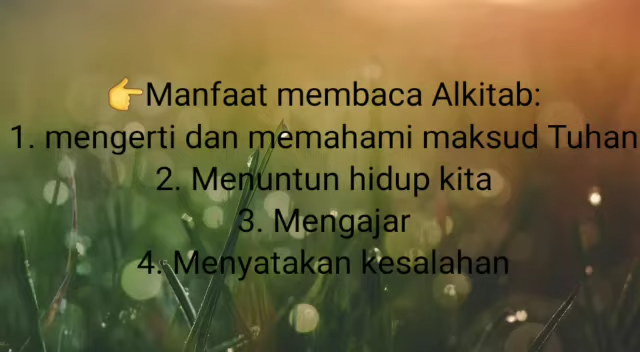 👉Manfaat membaca Alkitab:
1. mengerti dan memahami maksud Tuhan
2. Menuntun hidup kita
3. Mengajar
4. Menyatakan kesalahan